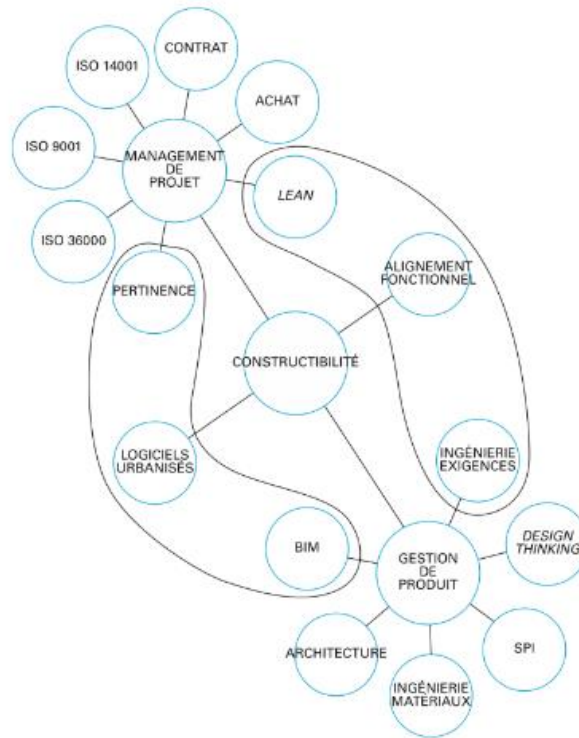 CONTRAT
ISO 14001
ACHAT
ISO 9001
MANAGEMENT
DE
PROJET
LEAN
ISO 36000
PERTINENCE
ALIGNEMENT
FONCTIONNEL
CONSTRUCTIBILITÉ
LOGICIELS
URBANISÉS
INGÉNIERIE
EXIGENCES
BIM
DESIGN
THINKING
GESTION
DE
PRODUIT
ARCHITECTURE
SPI
INGÉNIERIE
MATÉRIAUX